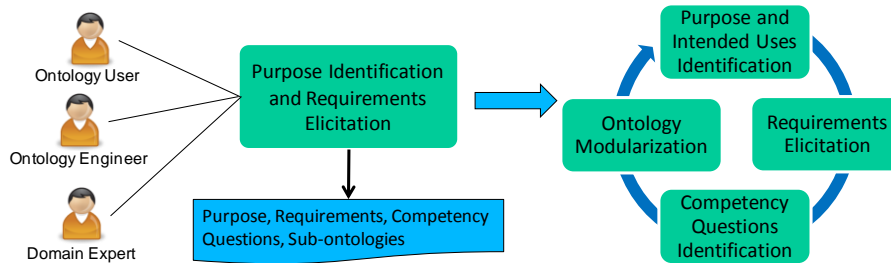 Ontology User
Ontology Engineer
Domain Expert
Purpose Identification
and Requirements
Elicitation
Purpose, Requirements, Competency
Questions, Sub-ontologies
Purpose and
Intended Uses
Identification
Requirements
Elicitation
Competency
Questions
Identification
Ontology
Modularization